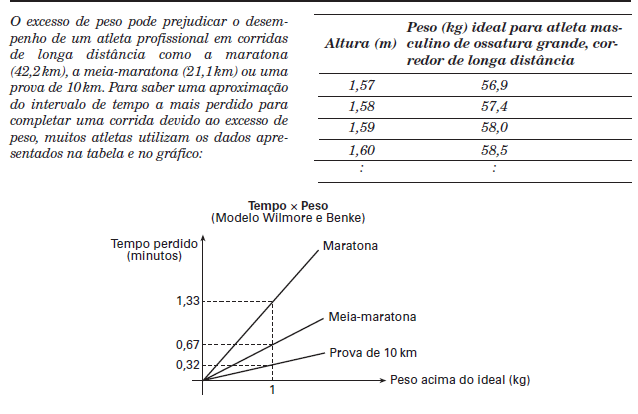 O excesso de peso pode prejudicar o desem-
penho de um atleta profissional em corridas
de longa distância como a maratona
(42,2 km), a meia-maratona (21,1 km) ou uma
prova de 10 km. Para saber uma aproximação
do intervalo de tempo a mais perdido para
completar uma corrida devido ao excesso de
peso, muitos atletas utilizam os dados apre-
sentados na tabela e no gráfico:
Altura (m) Peso (kg) ideal para atleta mas-
culino de ossatura grande, cor-
redor de longa distância
1,57 56,9
1,58 57,4
1,59 58,0
1,60 58,5
: :
Tempo × Peso
(Modelo Wilmore e Benke)
Tempo perdido
(minutos)
Maratona
1,33
Meia-maratona
0,67
Prova de 10 km
0,32
Peso acima do ideal (kg)
1